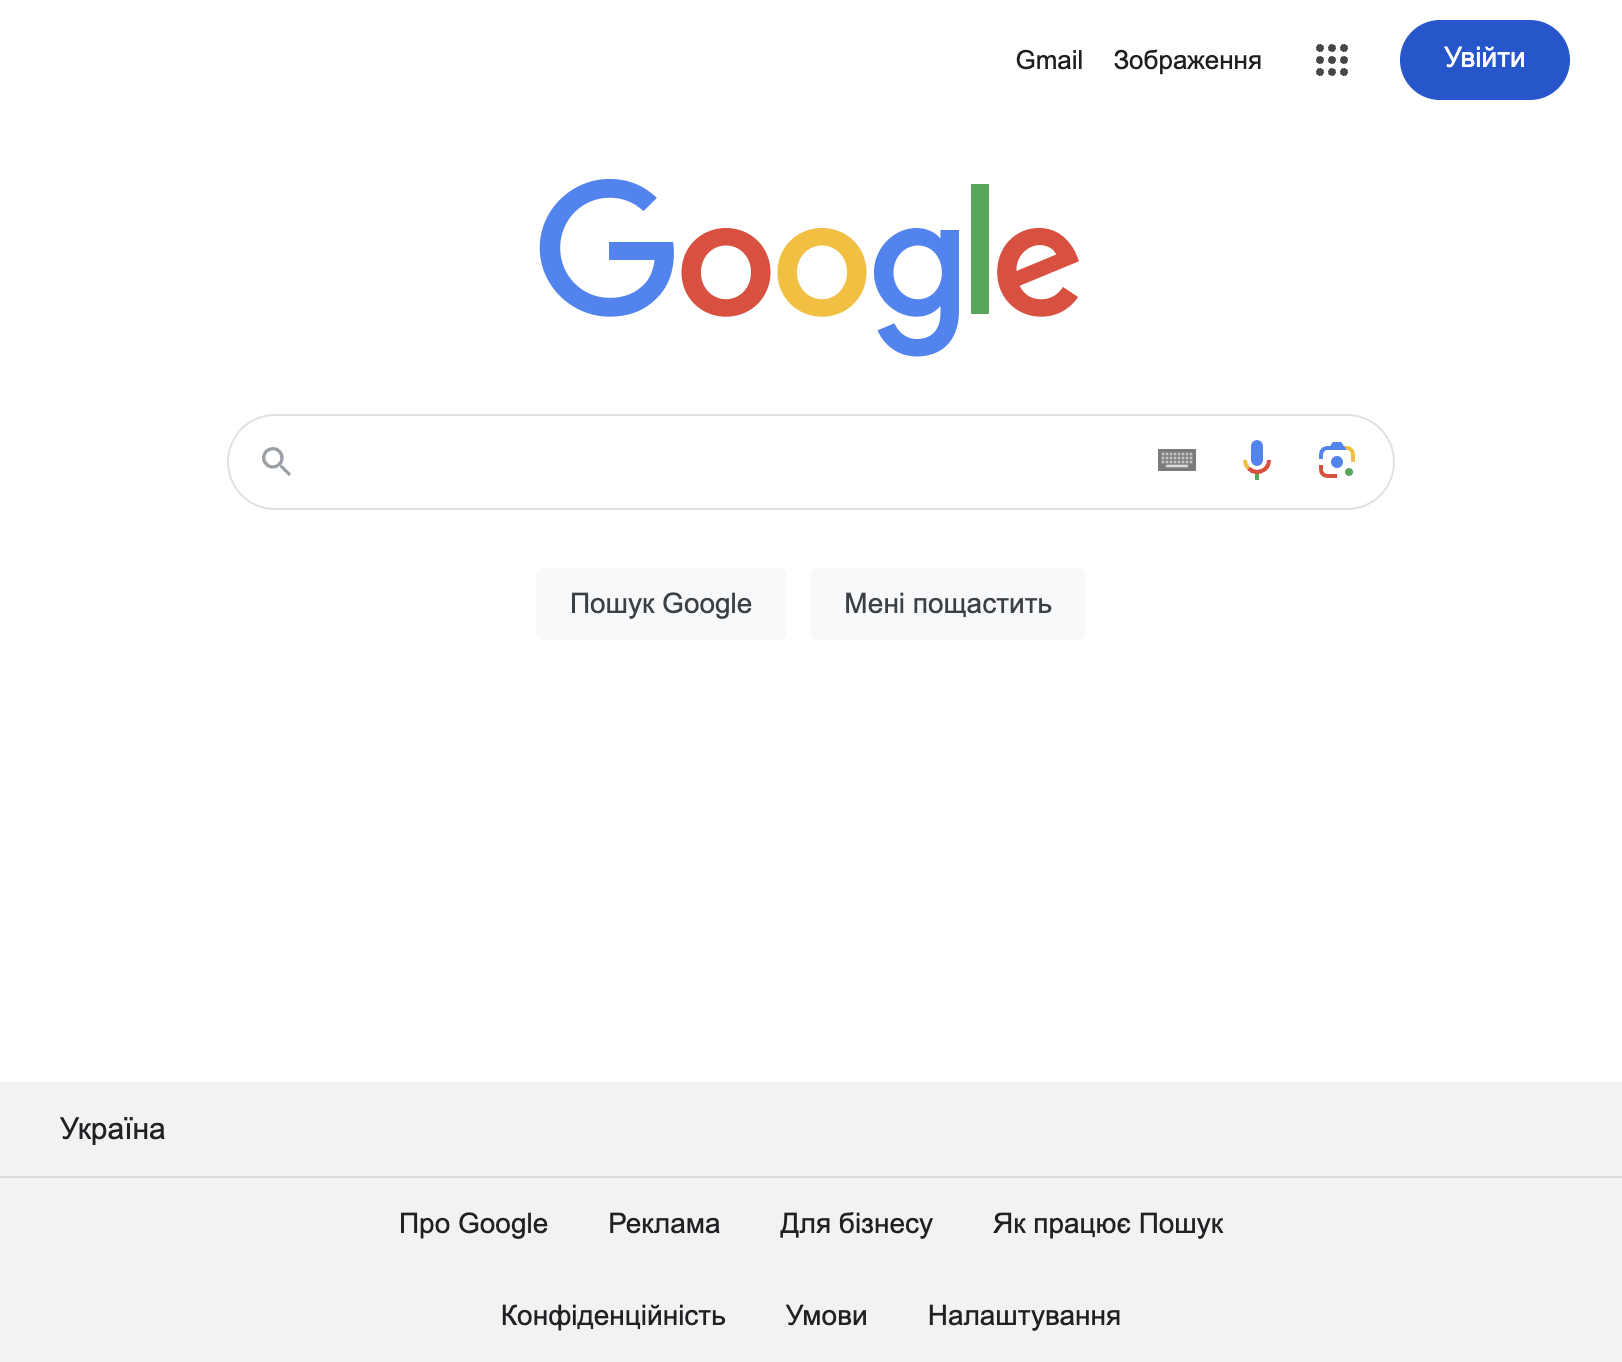 Gmail Зображення Увійти
Google
Пошук Google Мені пощастить
Україна
Про Google Реклама Для бізнесу Як працює Пошук
Конфіденційність Умови Налаштування